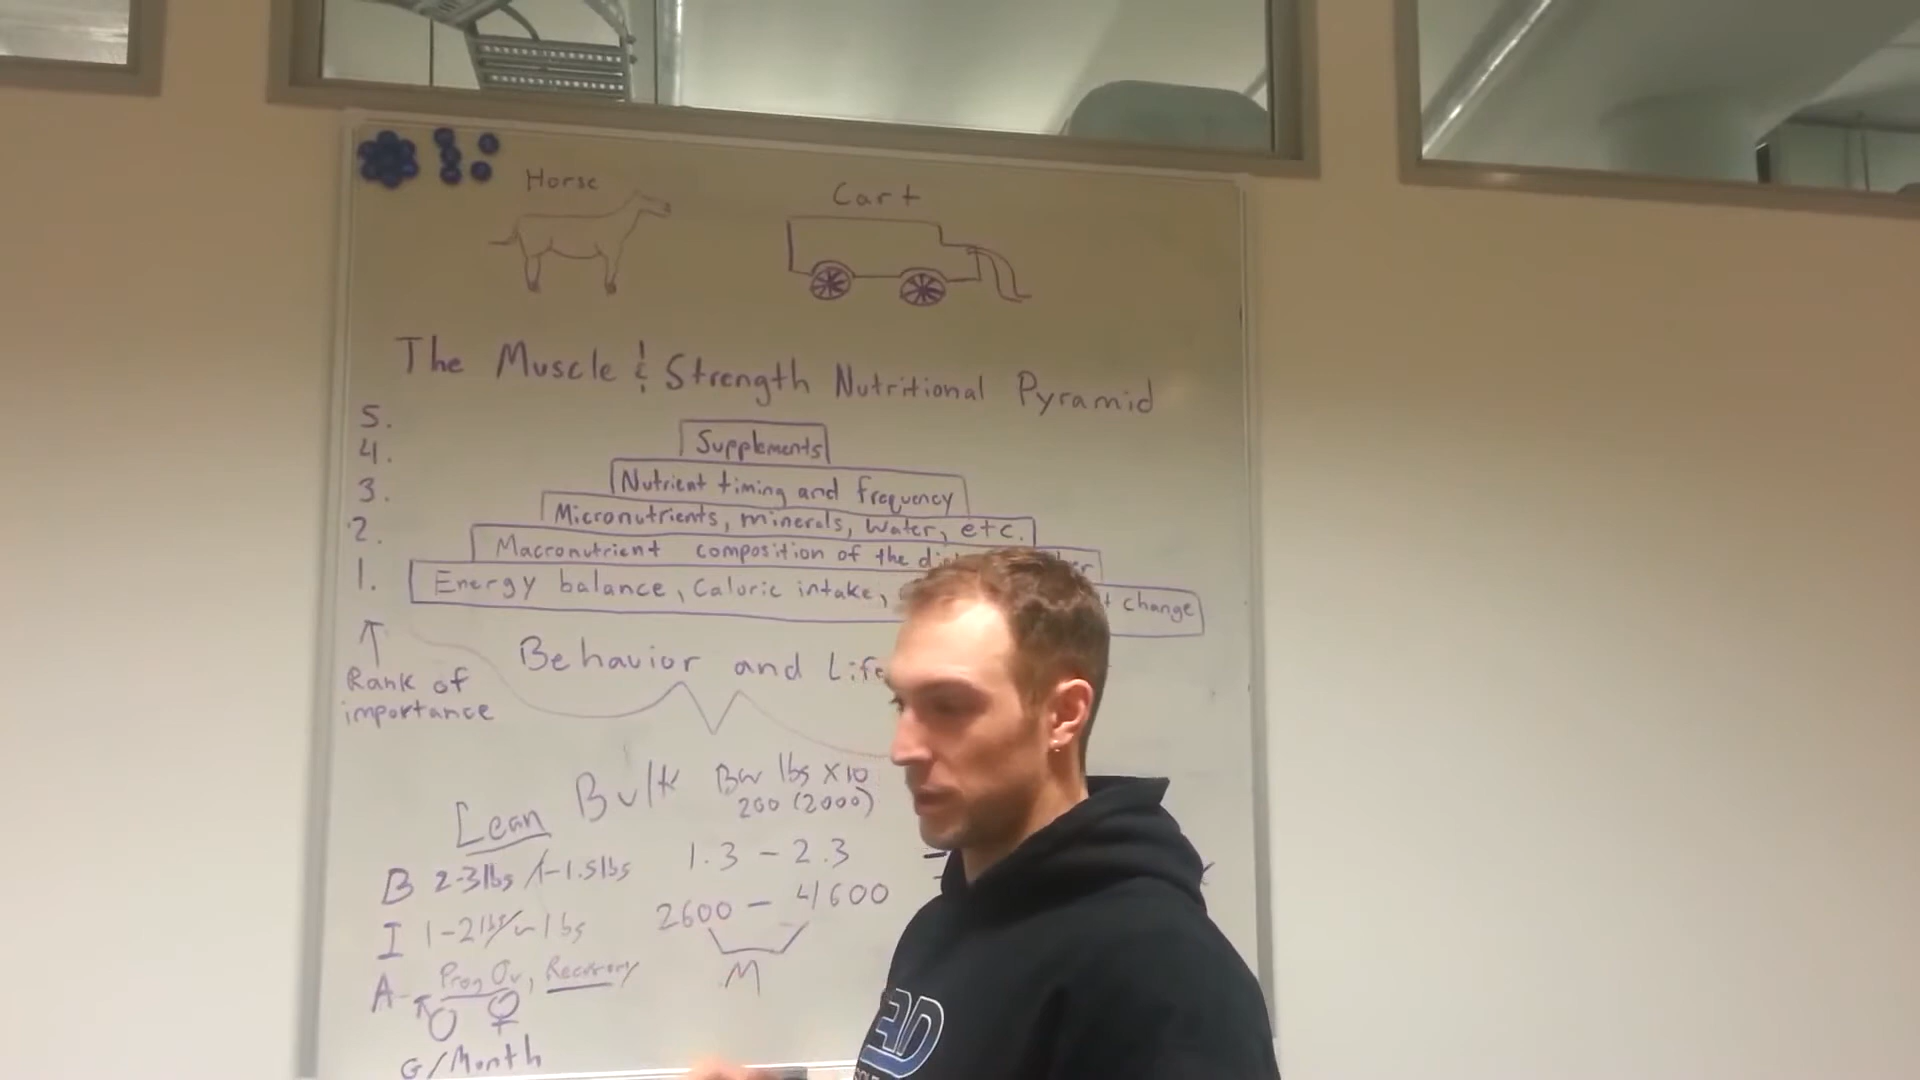 Horse
Cart
The Muscle & Strength Nutritional Pyramid
5.
4.
3.
2.
1.
Supplements
Nutrient timing and frequency
Micronutrients, minerals, water, etc.
Macronutrient composition of the
Energy balance, Caloric intake,
change
Rank of
importance
Behavior and
Lean Bulk
BW lbs x10
200 (2000)
1.3 - 2.3
2600 - 4600
M
B 2-3lbs /~1.5lbs
I 1-2lbs/~1lbs
A- Prog Ov, Recovery
♂ ♀
G/Month